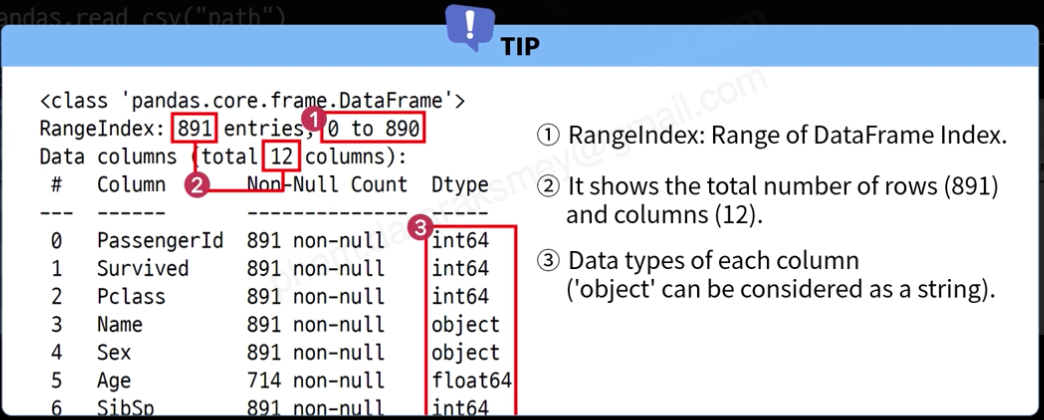 pandas.read_csv("path")
TIP
<class 'pandas.core.frame.DataFrame'>
RangeIndex: 891 entries, 0 to 890
Data columns (total 12 columns):
# Column Non-Null Count Dtype
--- ------ -------------- -----
0 PassengerId 891 non-null int64
1 Survived 891 non-null int64
2 Pclass 891 non-null int64
3 Name 891 non-null object
4 Sex 891 non-null object
5 Age 714 non-null float64
6 SibSp 891 non-null int64
1
2
3
① RangeIndex: Range of DataFrame Index.
② It shows the total number of rows (891)
and columns (12).
③ Data types of each column
('object' can be considered as a string).